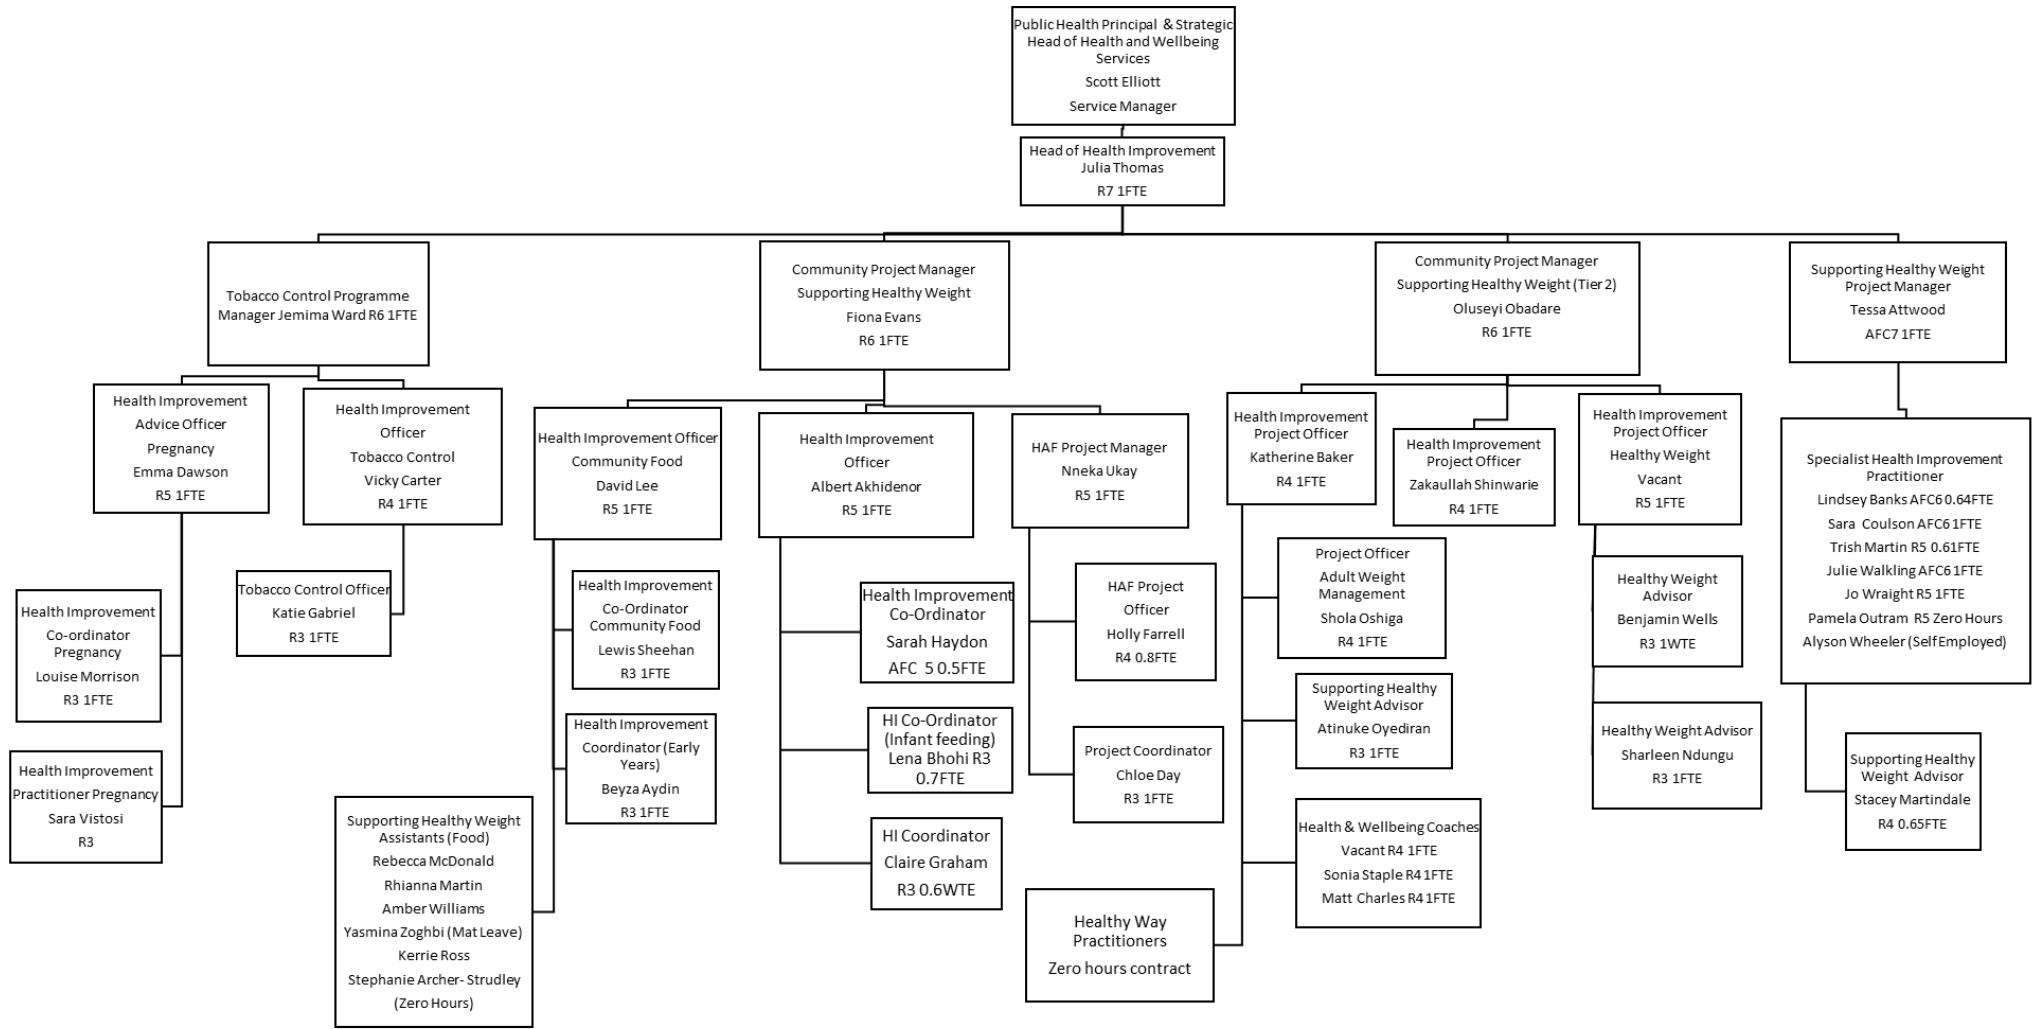 Public Health Principal & Strategic
Head of Health and Wellbeing
Services
Scott Elliott
Service Manager
Head of Health Improvement
Julia Thomas
R7 1FTE
Tobacco Control Programme
Manager Jemima Ward R6 1FTE
Community Project Manager
Supporting Healthy Weight
Fiona Evans
R6 1FTE
Community Project Manager
Supporting Healthy Weight (Tier 2)
Oluseyi Obadare
R6 1FTE
Supporting Healthy Weight
Project Manager
Tessa Attwood
AFC7 1FTE
Health Improvement
Advice Officer
Pregnancy
Emma Dawson
R5 1FTE
Health Improvement
Officer
Tobacco Control
Vicky Carter
R4 1FTE
Health Improvement Officer
Community Food
David Lee
R5 1FTE
Health Improvement
Officer
Albert Akhidenor
R5 1FTE
HAF Project Manager
Nneka Ukay
R5 1FTE
Health Improvement
Project Officer
Katherine Baker
R4 1FTE
Health Improvement
Project Officer
Zakaullah Shinwarie
R4 1FTE
Health Improvement
Project Officer
Healthy Weight
Vacant
R5 1FTE
Specialist Health Improvement
Practitioner
Lindsey Banks AFC6 0.64FTE
Sara Coulson AFC6 1FTE
Trish Martin R5 0.61FTE
Julie Walkling AFC6 1FTE
Jo Wraight R5 1FTE
Pamela Outram R5 Zero Hours
Alyson Wheeler (Self Employed)
Health Improvement
Co-ordinator
Pregnancy
Louise Morrison
R3 1FTE
Tobacco Control Officer
Katie Gabriel
R3 1FTE
Health Improvement
Co-Ordinator
Community Food
Lewis Sheehan
R3 1FTE
Health Improvement
Co-Ordinator
Sarah Haydon
AFC 5 0.5FTE
HAF Project
Officer
Holly Farrell
R4 0.8FTE
Project Officer
Adult Weight
Management
Shola Oshiga
R4 1FTE
Healthy Weight
Advisor
Benjamin Wells
R3 1WTE
Health Improvement
Practitioner Pregnancy
Sara Vistosi
R3
Health Improvement
Coordinator (Early
Years)
Beyza Aydin
R3 1FTE
HI Co-Ordinator
(Infant feeding)
Lena Bhohi R3
0.7FTE
Project Coordinator
Chloe Day
R3 1FTE
Supporting Healthy
Weight Advisor
Atinuke Oyediran
R3 1FTE
Healthy Weight Advisor
Sharleen Ndungu
R3 1FTE
Supporting Healthy
Weight Advisor
Stacey Martindale
R4 0.65FTE
Supporting Healthy Weight
Assistants (Food)
Rebecca McDonald
Rhianna Martin
Amber Williams
Yasmina Zoghbi (Mat Leave)
Kerrie Ross
Stephanie Archer- Strudley
(Zero Hours)
HI Coordinator
Claire Graham
R3 0.6WTE
Health & Wellbeing Coaches
Vacant R4 1FTE
Sonia Staple R4 1FTE
Matt Charles R4 1FTE
Healthy Way
Practitioners
Zero hours contract